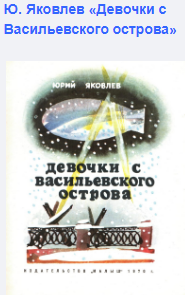 Ю. Яковлев «Девочки с
Васильевского острова»
ЮРИЙ ЯКОВЛЕВ
ДЕВОЧКИ С
ВАСИЛЬЕВСКОГО
ОСТРОВА
ИЗДАТЕЛЬСТВО „МАЛЫШ" 1978 г.